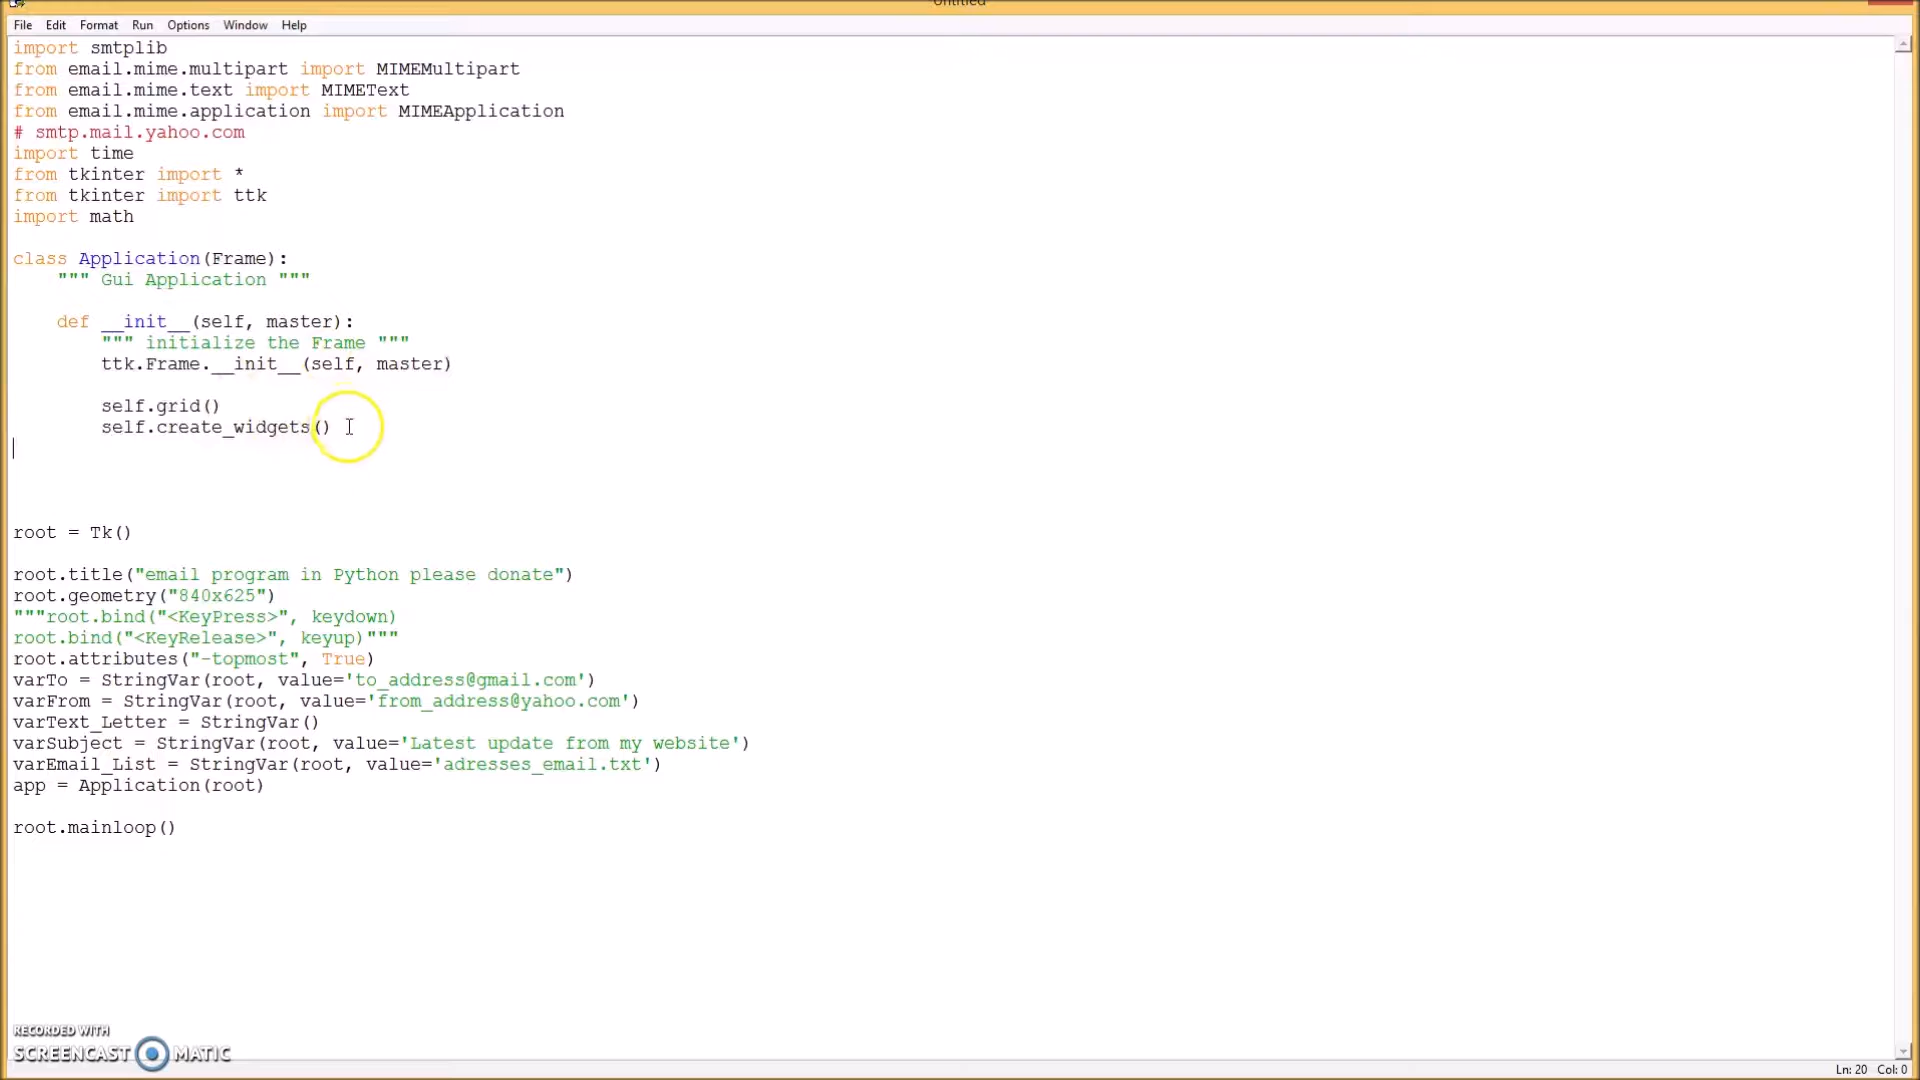 Untitled
File Edit Format Run Options Window Help
import smtplib
from email.mime.multipart import MIMEMultipart
from email.mime.text import MIMEText
from email.mime.application import MIMEApplication
# smtp.mail.yahoo.com
import time
from tkinter import *
from tkinter import ttk
import math
class Application(Frame):
    """ Gui Application """
    def __init__(self, master):
        """ initialize the Frame """
        ttk.Frame.__init__(self, master)
        self.grid()
        self.create_widgets()
root = Tk()
root.title("email program in Python please donate")
root.geometry("840x625")
"""root.bind("<KeyPress>", keydown)
root.bind("<KeyRelease>", keyup)"""
root.attributes("-topmost", True)
varTo = StringVar(root, value='to_address@gmail.com')
varFrom = StringVar(root, value='from_address@yahoo.com')
varText_Letter = StringVar()
varSubject = StringVar(root, value='Latest update from my website')
varEmail_List = StringVar(root, value='adresses_email.txt')
app = Application(root)
root.mainloop()
RECORDED WITH
SCREENCAST MATIC
Ln: 20 Col: 0